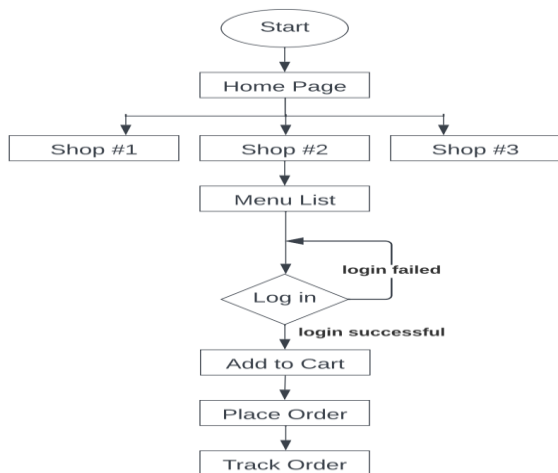 Start
Home Page
Shop #1
Shop #2
Shop #3
Menu List
login failed
Log in
login successful
Add to Cart
Place Order
Track Order